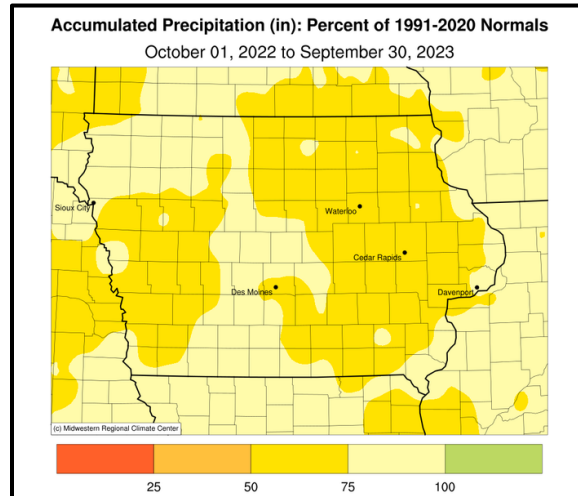 Accumulated Precipitation (in): Percent of 1991-2020 Normals
October 01, 2022 to September 30, 2023
Sioux City
Waterloo
Cedar Rapids
Des Moines
Davenport
(c) Midwestern Regional Climate Center
25 50 75 100